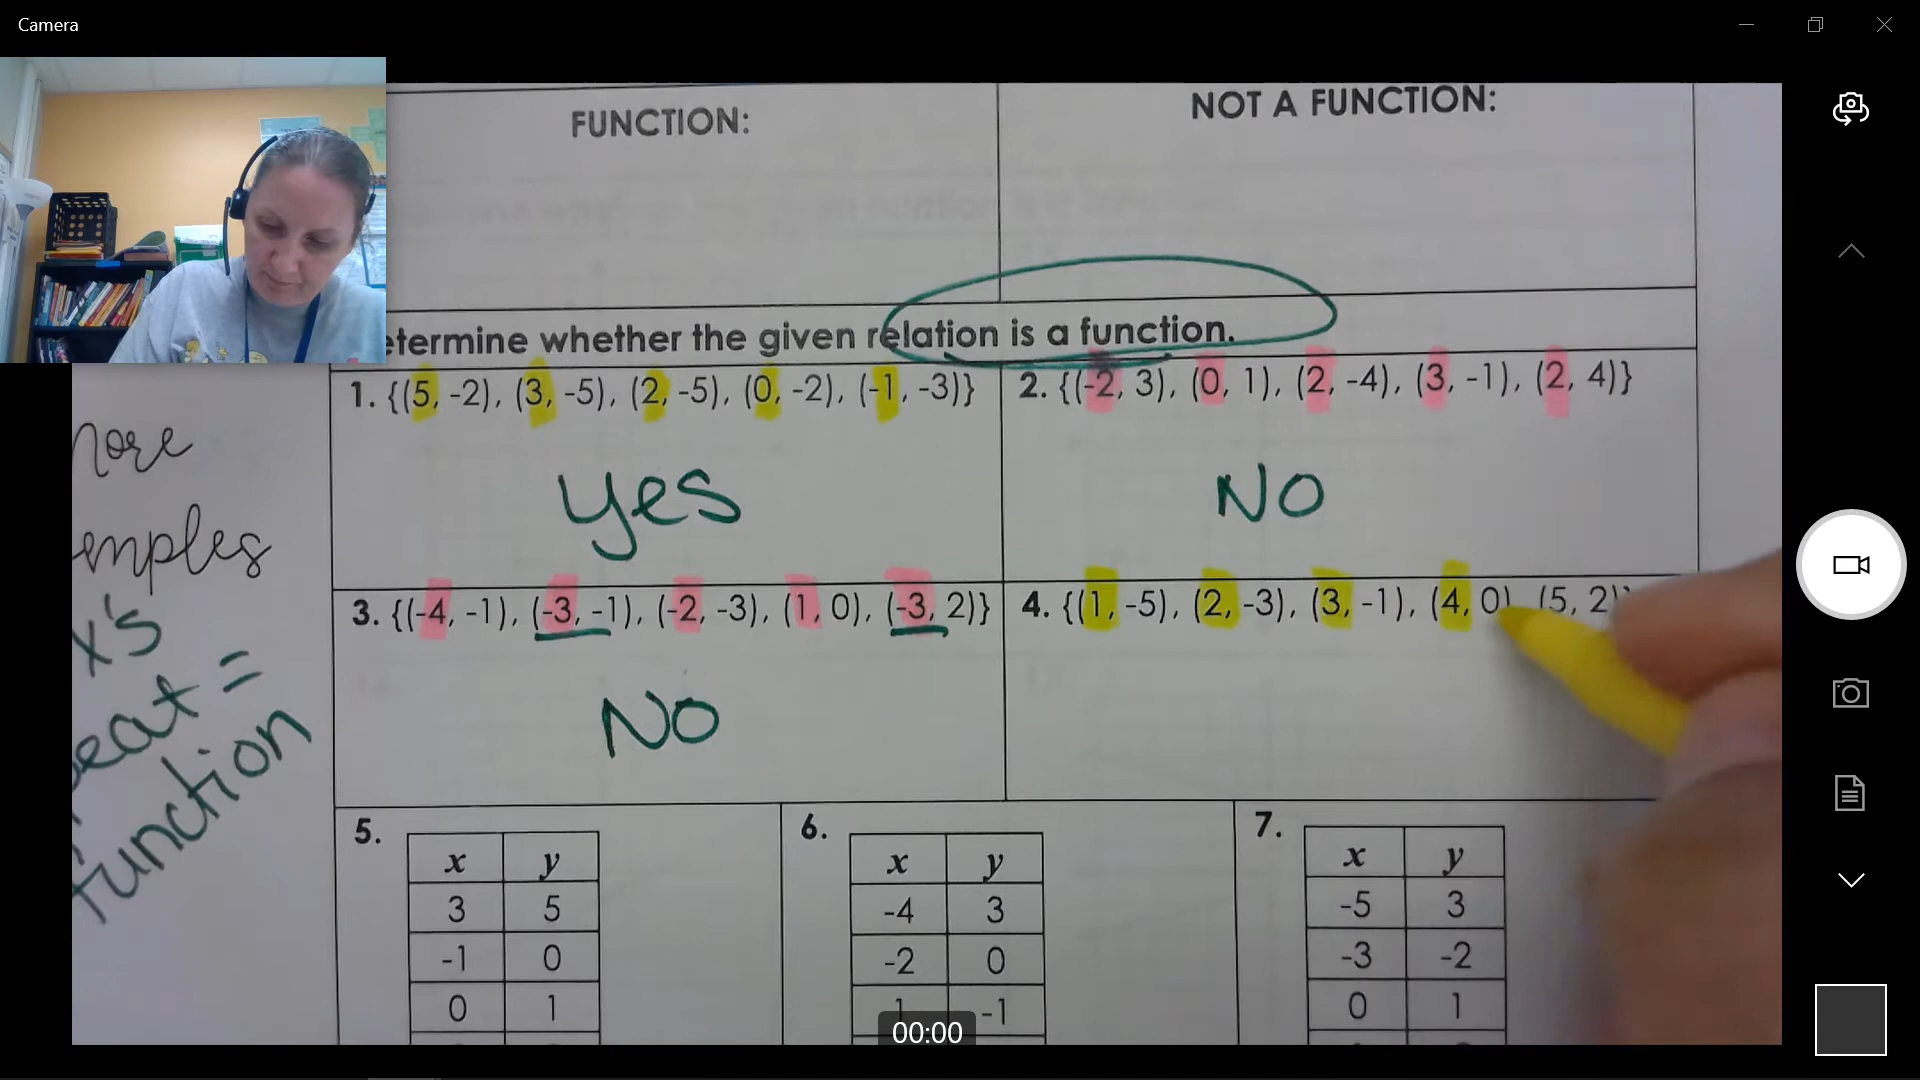 Camera
FUNCTION:
NOT A FUNCTION:
etermine whether the given relation is a function.
1. {(5, -2), (3, -5), (2, -5), (0, -2), (-1, -3)}
2. {(-2, 3), (0, 1), (2, -4), (3, -1), (2, 4)}
more
yes
NO
emples
3. {(-4, -1), (-3, -1), (-2, -3), (1, 0), (-3, 2)}
4. {(1, -5), (2, -3), (3, -1), (4, 0), (5, 2)}
x's
eat =
function
NO
function
5.
x y
3 5
-1 0
0 1
6.
x y
-4 3
-2 0
1 -1
7.
x y
-5 3
-3 -2
0 1
00:00